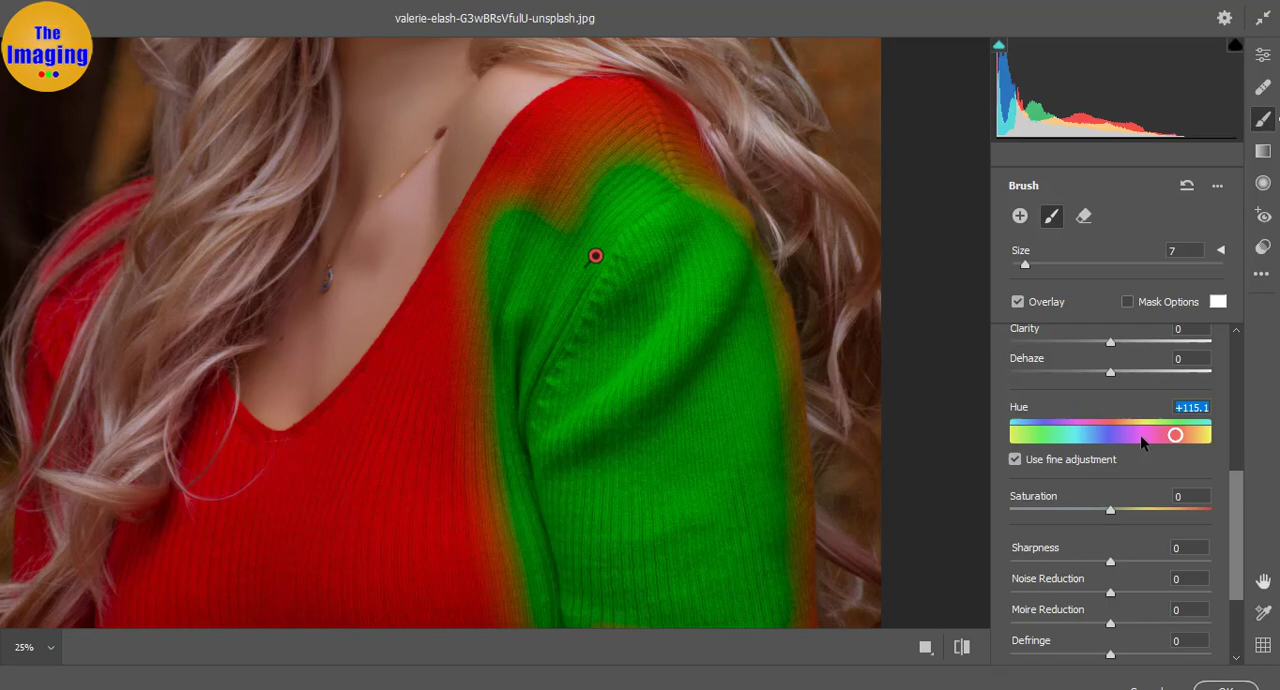 The
Imaging
valerie-elash-G3wBRsVfulU-unsplash.jpg
Brush
Size 7
Overlay Mask Options
Clarity 0
Dehaze 0
Hue +115.1
Use fine adjustment
Saturation 0
Sharpness 0
Noise Reduction 0
Moire Reduction 0
Defringe 0
25%